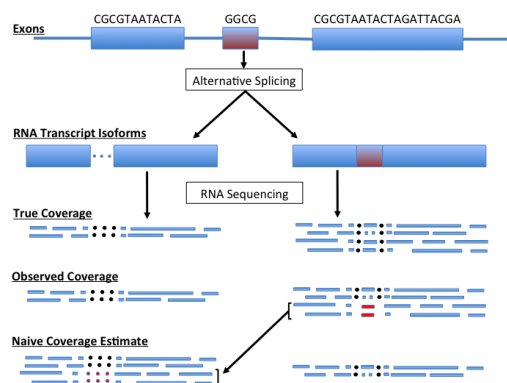 CGCGTAATACTA GGCG CGCGTAATACTAGATTACGA
Exons
Alternative Splicing
RNA Transcript Isoforms
RNA Sequencing
True Coverage
Observed Coverage
Naive Coverage Estimate